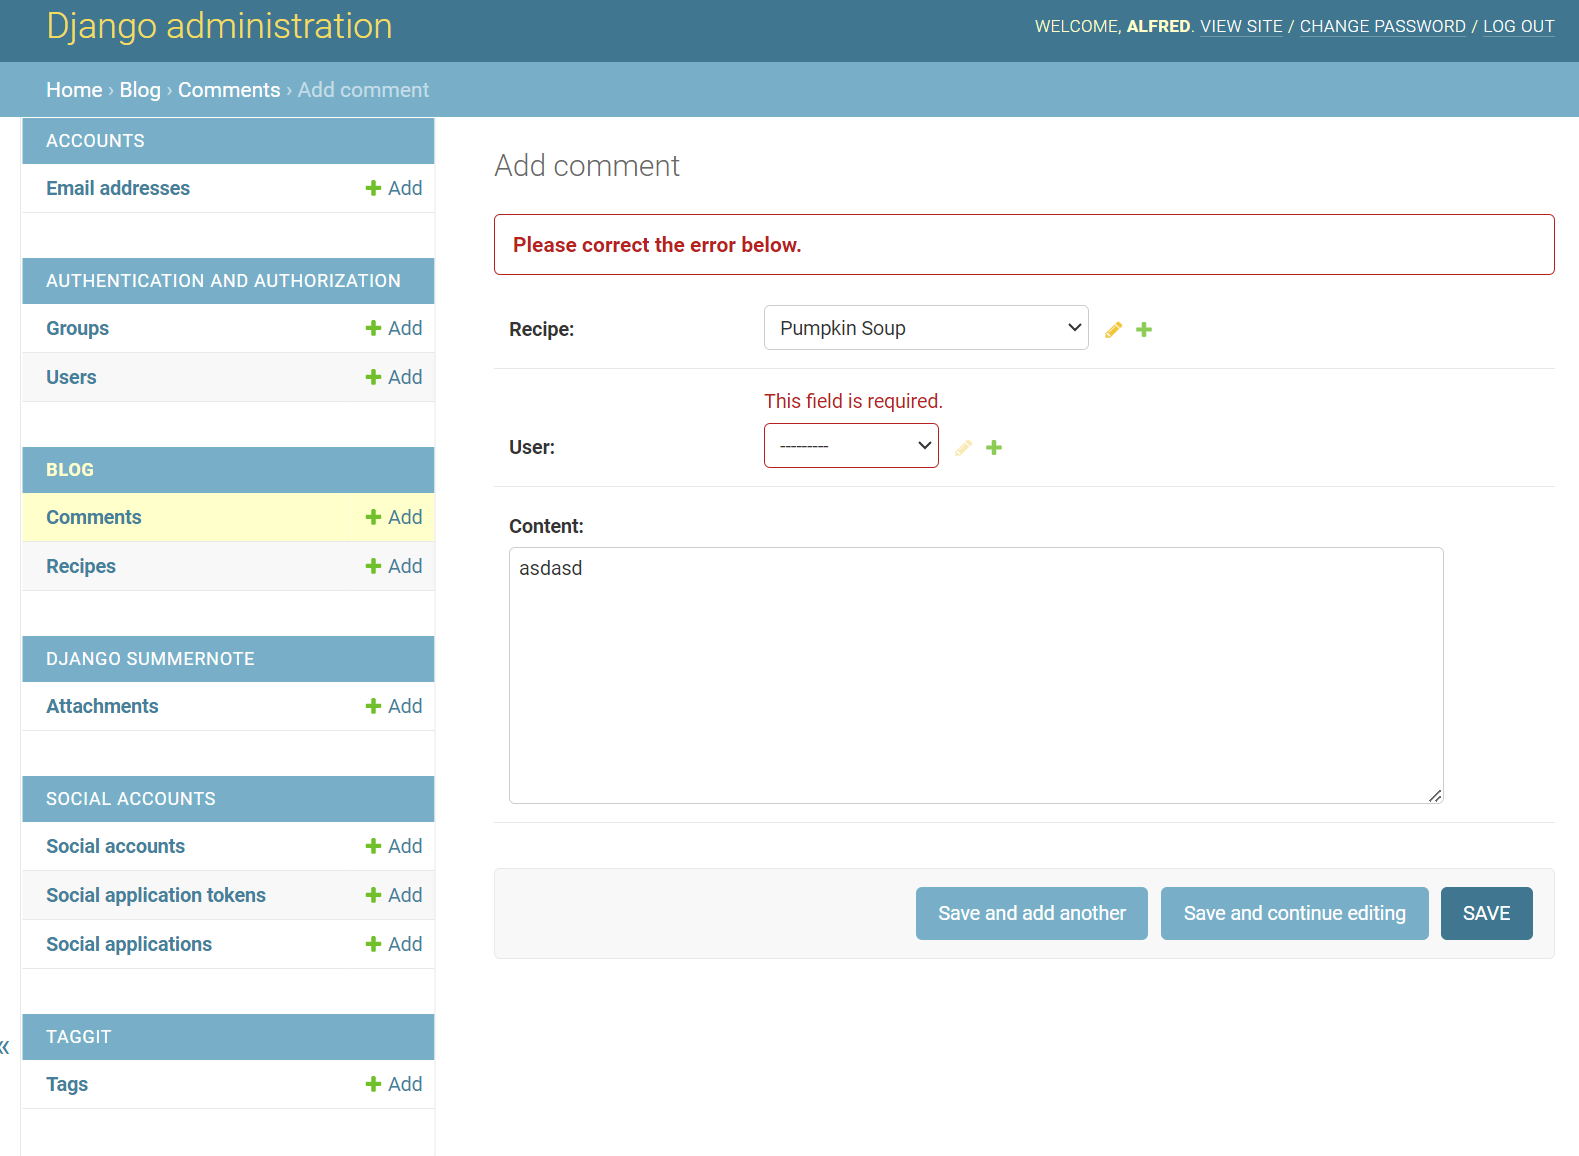 Django administration
WELCOME, ALFRED. VIEW SITE / CHANGE PASSWORD / LOG OUT
Home › Blog › Comments › Add comment
ACCOUNTS
Email addresses + Add
AUTHENTICATION AND AUTHORIZATION
Groups + Add
Users + Add
BLOG
Comments + Add
Recipes + Add
DJANGO SUMMERNOTE
Attachments + Add
SOCIAL ACCOUNTS
Social accounts + Add
Social application tokens + Add
Social applications + Add
TAGGIT
Tags + Add
«
Add comment
Please correct the error below.
Recipe: Pumpkin Soup
This field is required.
User: ---------
Content:
asdasd
Save and add another Save and continue editing SAVE